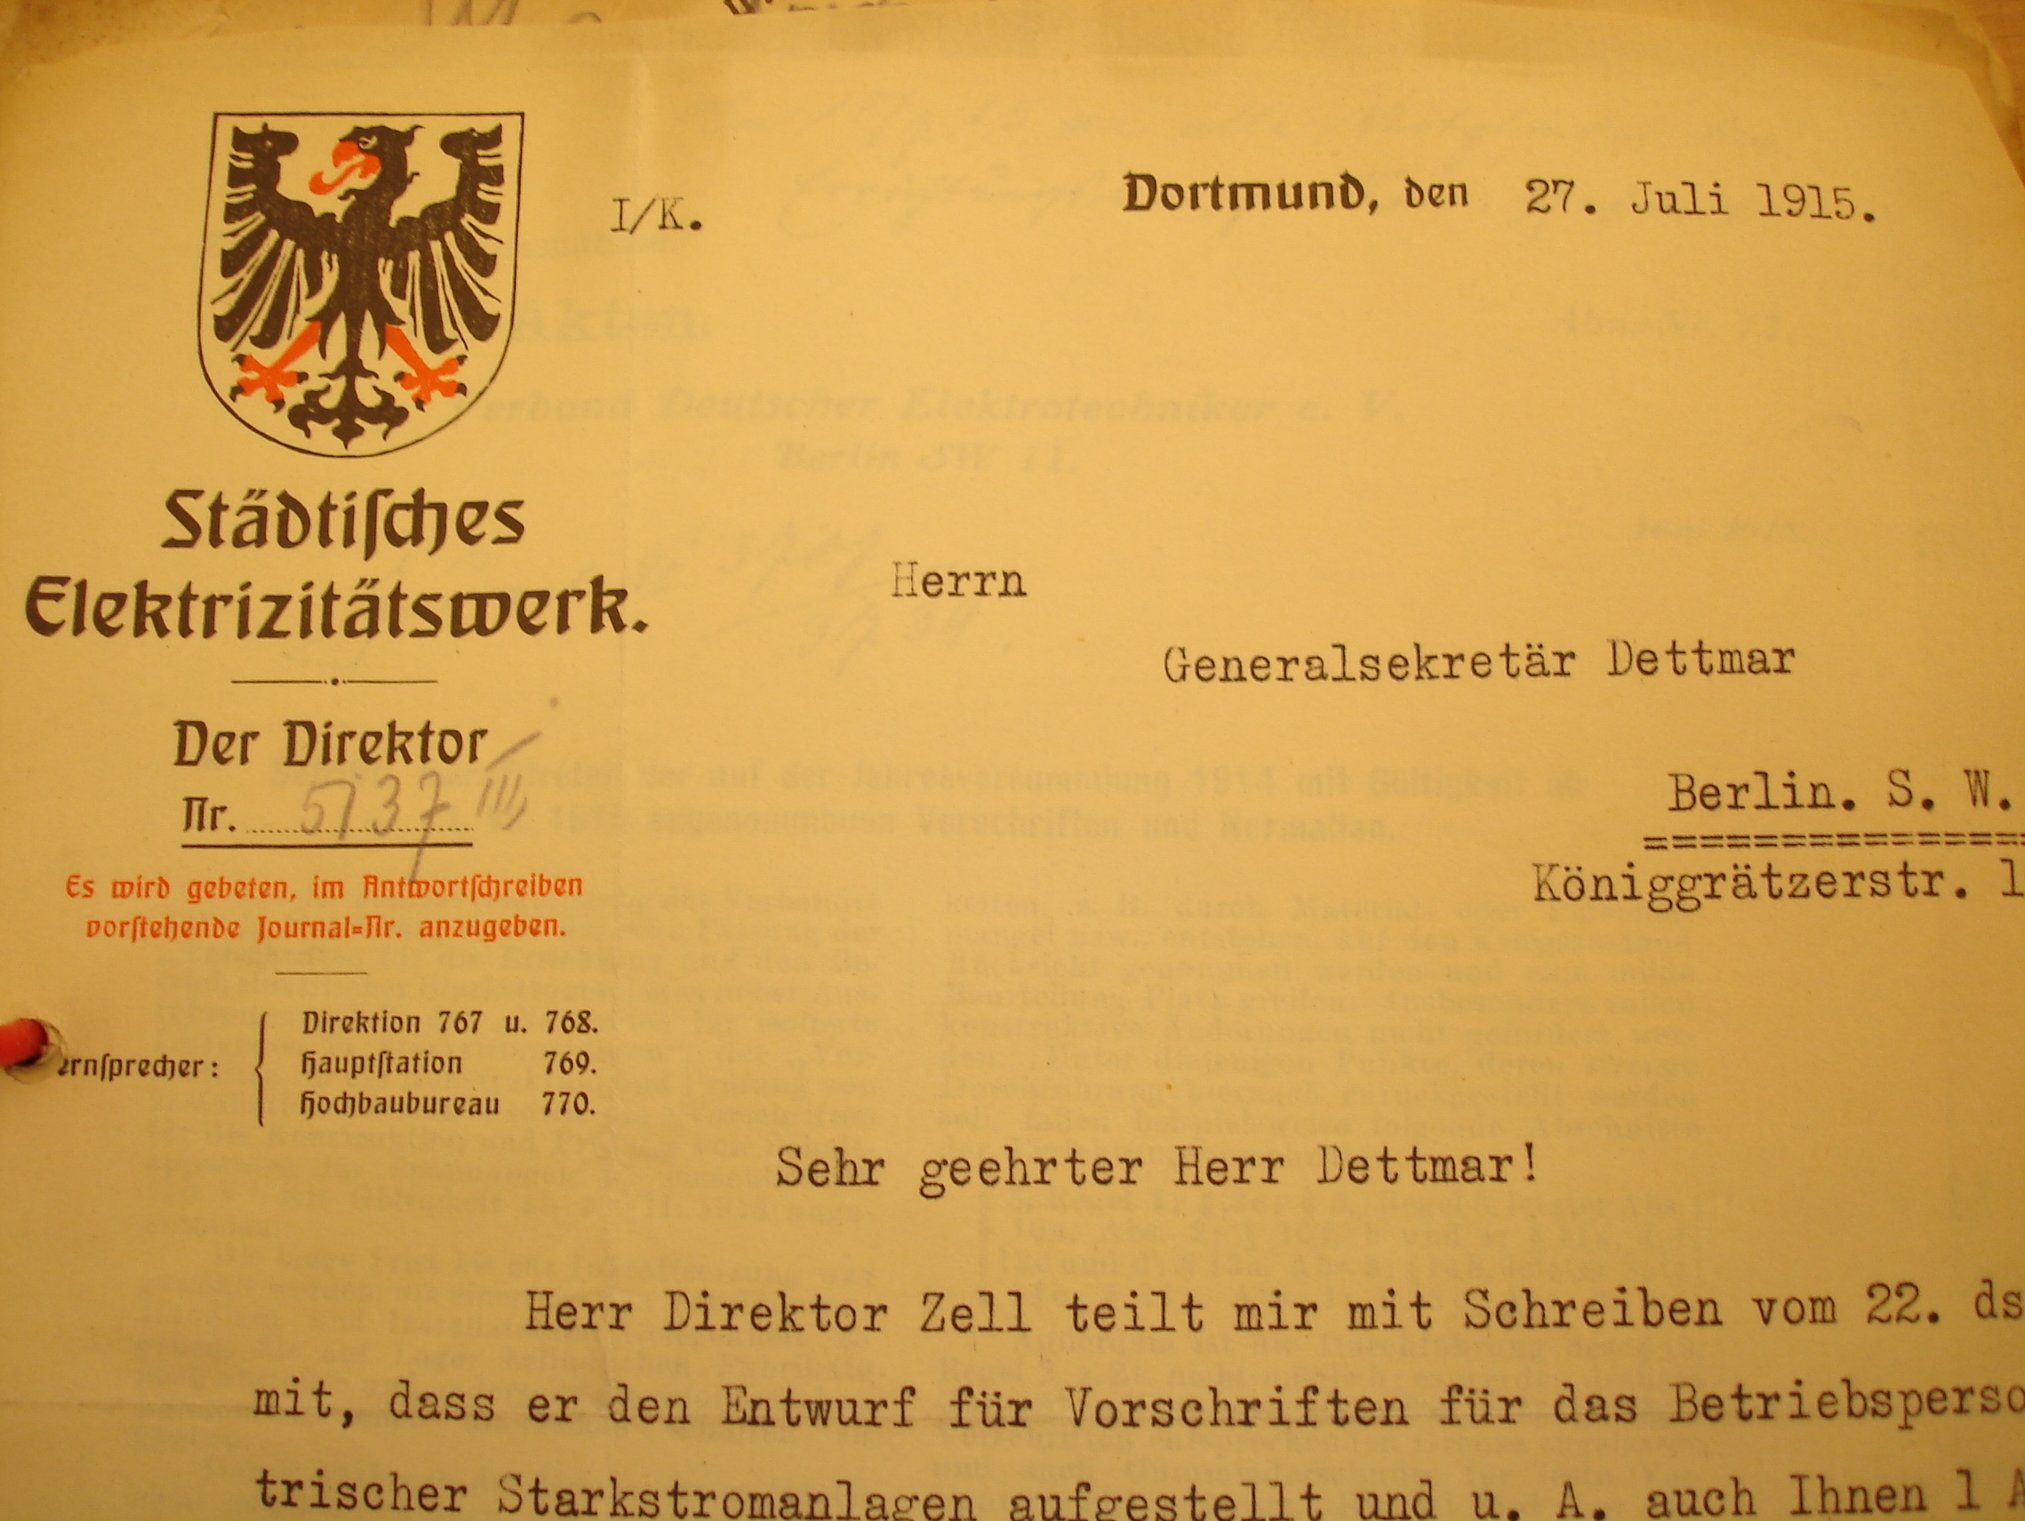 I/K.
Dortmund, den 27. Juli 1915.
Städtiſches
Elektrizitätswerk.
Der Direktor
Nr. 5137 III
Es wird gebeten, im Antwortſchreiben
vorſtehende Journal=Nr. anzugeben.
ernſprecher:
Direktion 767 u. 768.
Hauptſtation 769.
Hochbaubureau 770.
Herrn
Generalsekretär Dettmar
Berlin. S. W.
===============
Königgrätzerstr. 1
Sehr geehrter Herr Dettmar!
Herr Direktor Zell teilt mir mit Schreiben vom 22. ds
mit, dass er den Entwurf für Vorschriften für das Betriebsperso
trischer Starkstromanlagen aufgestellt und u. A. auch Ihnen 1 A